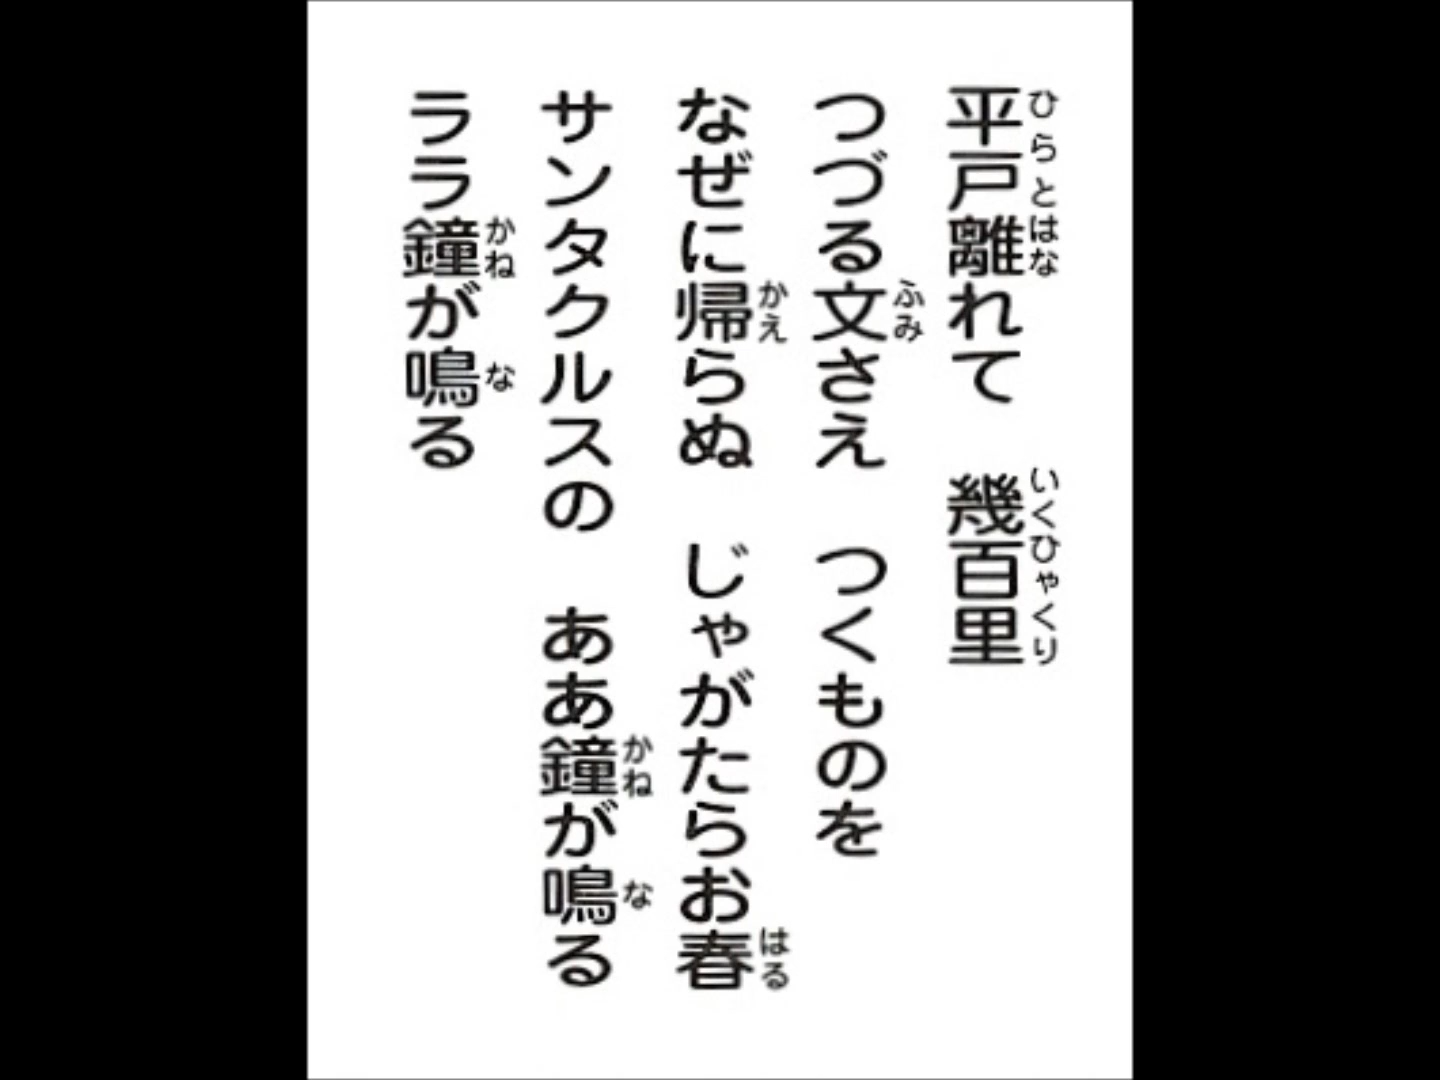 平戸離れて　幾百里
つづる文さえ　つくものを
なぜに帰らぬ　じゃがたらお春
サンタクルスの　ああ鐘が鳴る
ララ鐘が鳴る